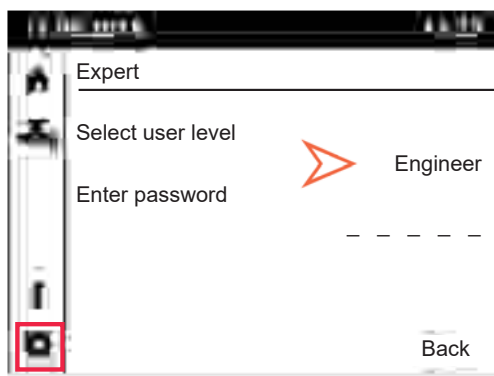 Expert
Select user level
Engineer
Enter password
_ _ _ _ _
Back